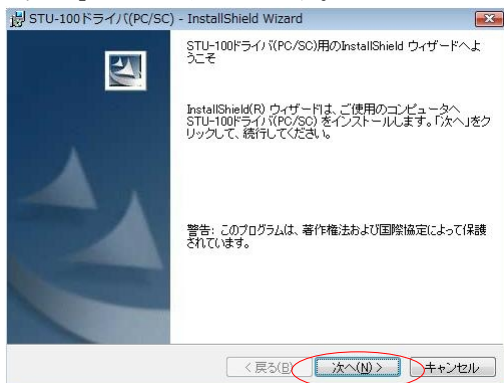 STU-100ドライバ(PC/SC) - InstallShield Wizard
STU-100ドライバ(PC/SC)用のInstallShield ウィザードへよ
うこそ
InstallShield(R) ウィザードは、ご使用のコンピュータへ
STU-100ドライバ(PC/SC) をインストールします。「次へ」をク
リックして、続行してください。
警告: このプログラムは、著作権法および国際協定によって保護
されています。
< 戻る(B)
次へ(N) >
キャンセル